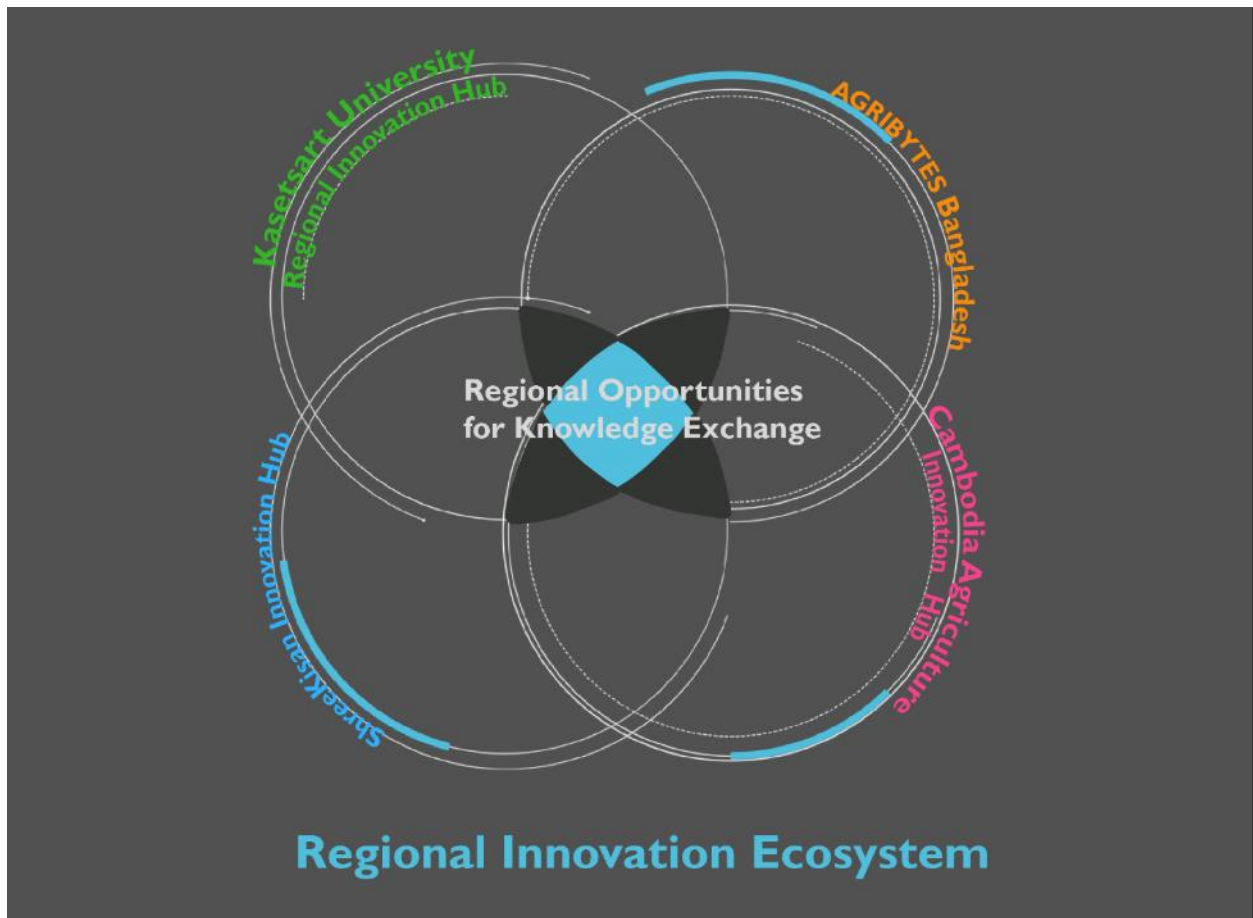 Kasetsart University
Regional Innovation Hub
AGRIBYTES Bangladesh
Regional Opportunities
for Knowledge Exchange
ShreeKisan Innovation Hub
Cambodia Agriculture
Innovation Hub
Regional Innovation Ecosystem